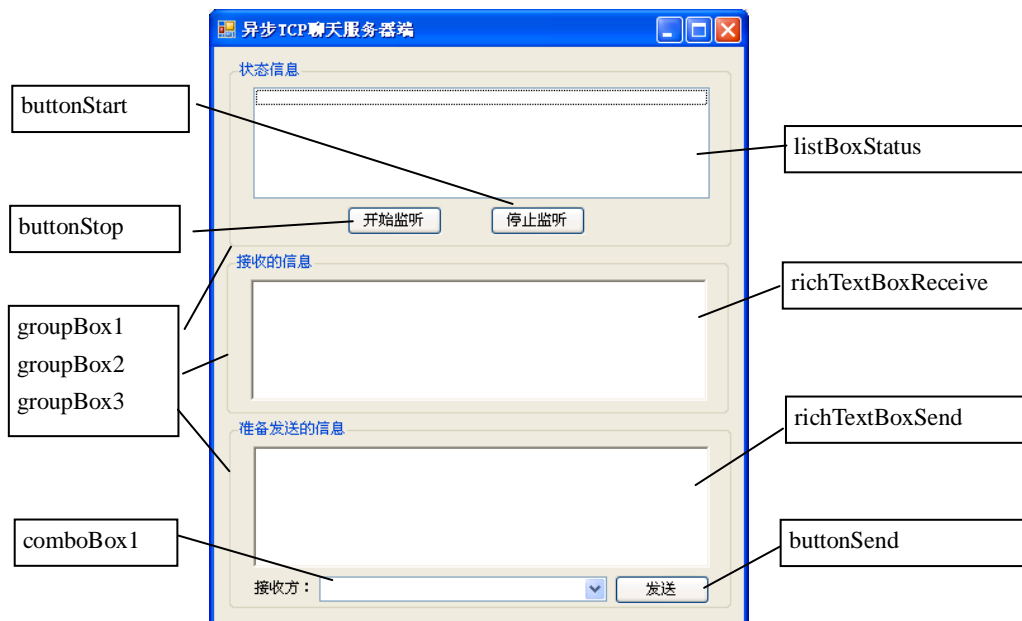 异步TCP聊天服务器端
状态信息
buttonStart
listBoxStatus
buttonStop
开始监听
停止监听
接收的信息
richTextBoxReceive
groupBox1
groupBox2
groupBox3
准备发送的信息
richTextBoxSend
comboBox1
buttonSend
接收方：
发送